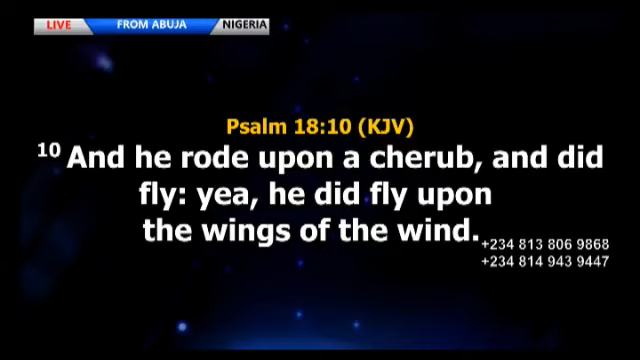 LIVE FROM ABUJA NIGERIA
Psalm 18:10 (KJV)
10 And he rode upon a cherub, and did
fly: yea, he did fly upon
the wings of the wind.
+234 813 806 9868
+234 814 943 9447